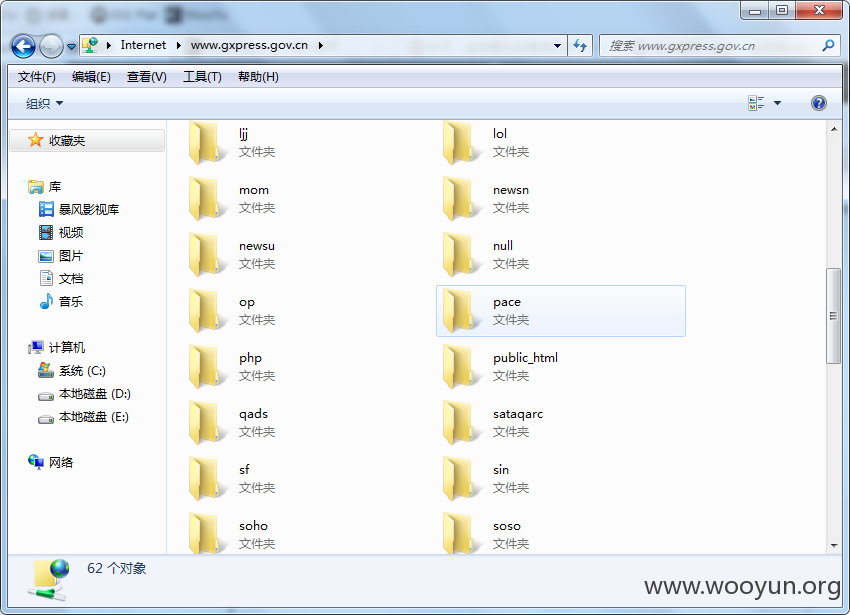 Internet www.gxpress.gov.cn
搜索 www.gxpress.gov.cn
文件(F) 编辑(E) 查看(V) 工具(T) 帮助(H)
组织
收藏夹
库
暴风影视库
视频
图片
文档
音乐
计算机
系统 (C:)
本地磁盘 (D:)
本地磁盘 (E:)
网络
ljj
文件夹
lol
文件夹
mom
文件夹
newsn
文件夹
newsu
文件夹
null
文件夹
op
文件夹
pace
文件夹
php
文件夹
public_html
文件夹
qads
文件夹
sataqarc
文件夹
sf
文件夹
sin
文件夹
soho
文件夹
soso
文件夹
62 个对象
www.wooyun.org